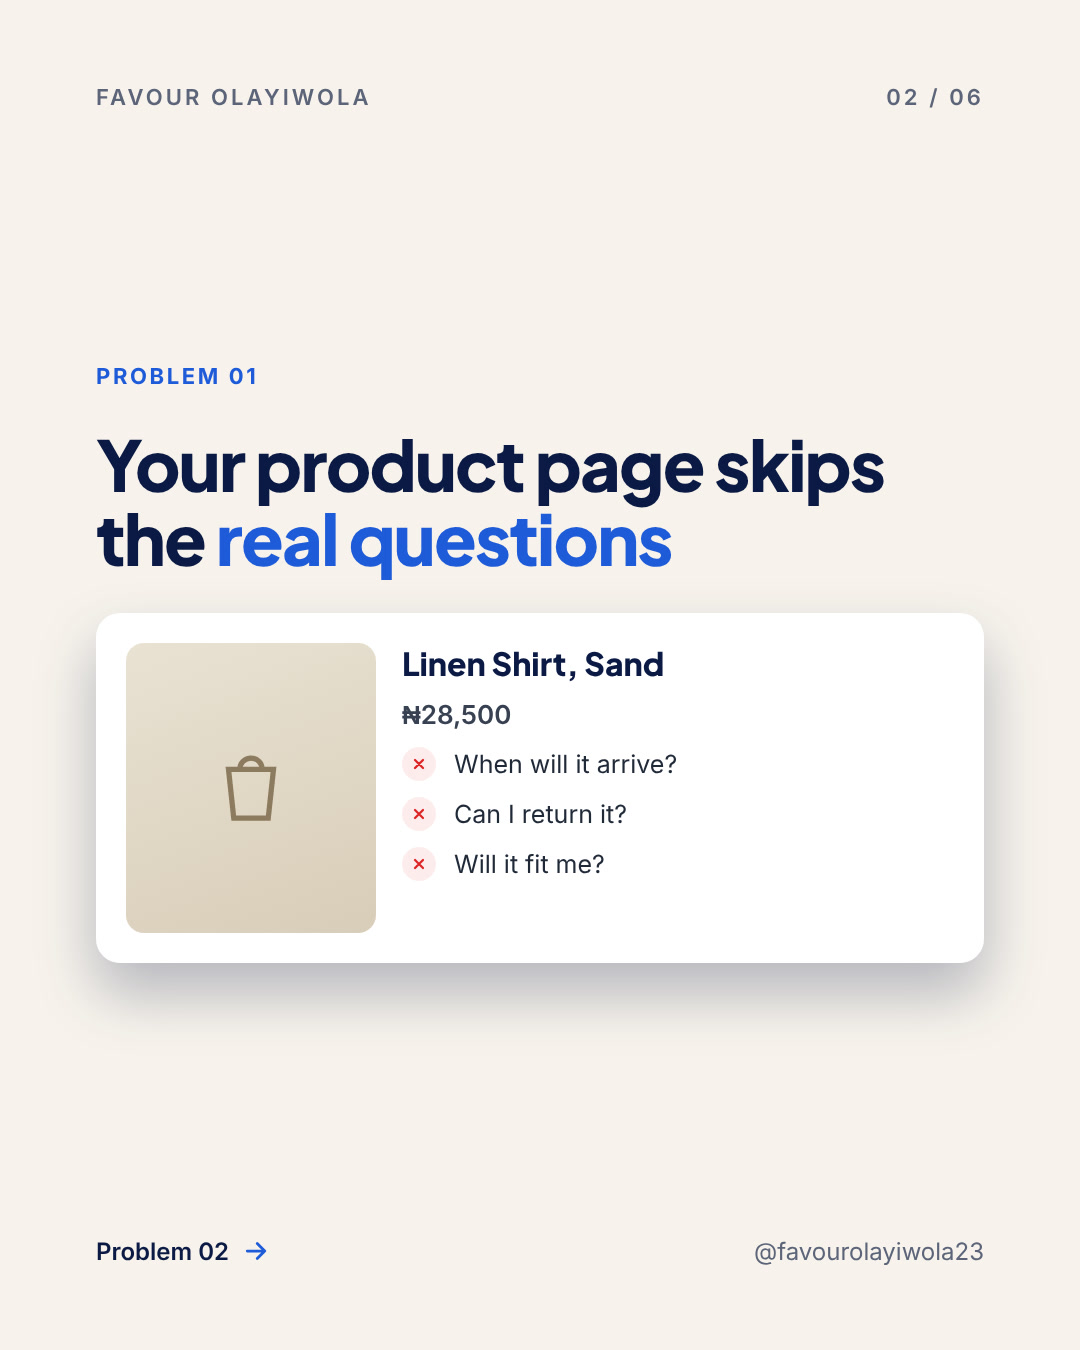 FAVOUR OLAYIWOLA
02 / 06
PROBLEM 01
Your product page skips
the real questions
Linen Shirt, Sand
₦28,500
When will it arrive?
Can I return it?
Will it fit me?
Problem 02 →
@favourolayiwola23